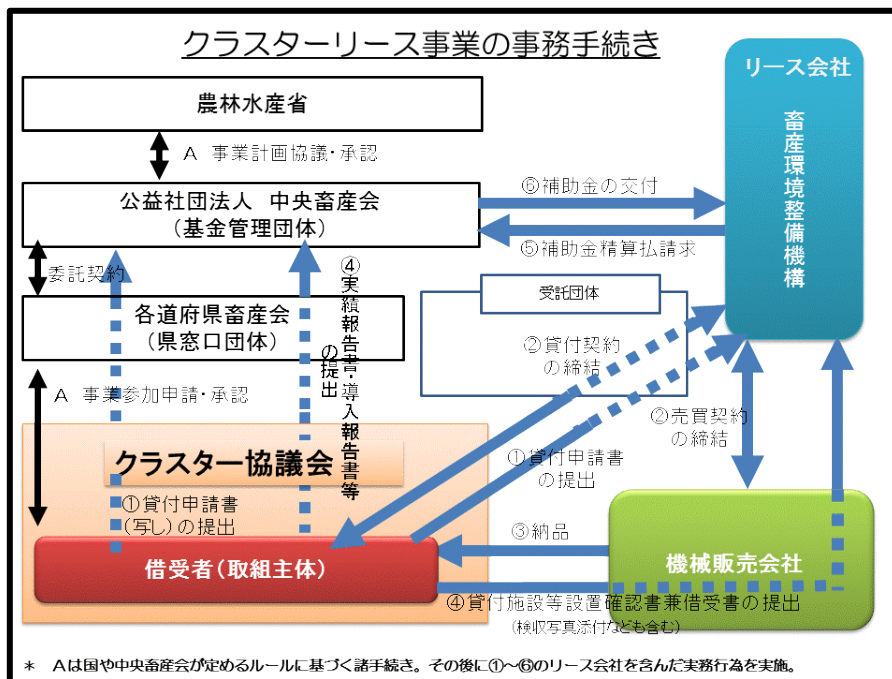 クラスターリース事業の事務手続き
リース会社
畜産環境整備機構
農林水産省
A 事業計画協議・承認
公益社団法人 中央畜産会
(基金管理団体)
⑥補助金の交付
⑤補助金精算払請求
委託契約
④実績報告書・導入報告書等
の提出
受託団体
各道府県畜産会
(県窓口団体)
②貸付契約
の締結
A 事業参加申請・承認
②売買契約
の締結
クラスター協議会
①貸付申請書
の提出
①貸付申請書
(写し)の提出
③納品
借受者(取組主体)
機械販売会社
④貸付施設等設置確認書兼借受書の提出
(検収写真添付なども含む)
* Aは国や中央畜産会が定めるルールに基づく諸手続き。その後に①~⑥のリース会社を含んだ実務行為を実施。